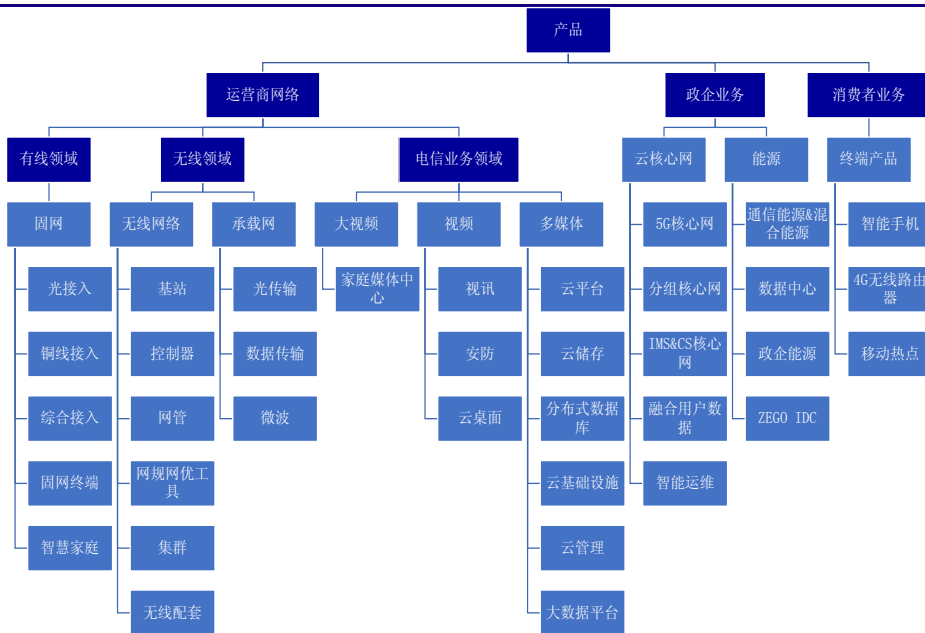 产品
运营商网络
政企业务
消费者业务
有线领域
无线领域
电信业务领域
云核心网
能源
终端产品
固网
无线网络
承载网
大视频
视频
多媒体
5G核心网
通信能源&混
合能源
智能手机
光接入
基站
光传输
家庭媒体中
心
视讯
云平台
分组核心网
数据中心
4G无线路由
器
铜线接入
控制器
数据传输
安防
云储存
IMS&CS核心
网
政企能源
移动热点
综合接入
网管
微波
云桌面
分布式数据
库
融合用户数
据
ZEGO IDC
固网终端
网规网优工
具
云基础设施
智能运维
智慧家庭
集群
云管理
无线配套
大数据平台